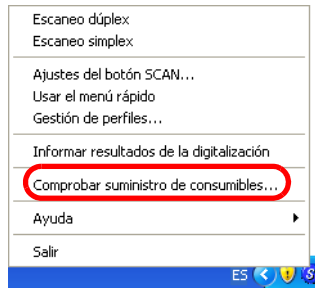 Escaneo dúplex
Escaneo simplex
Ajustes del botón SCAN...
Usar el menú rápido
Gestión de perfiles...
Informar resultados de la digitalización
Comprobar suministro de consumibles...
Ayuda
Salir
ES